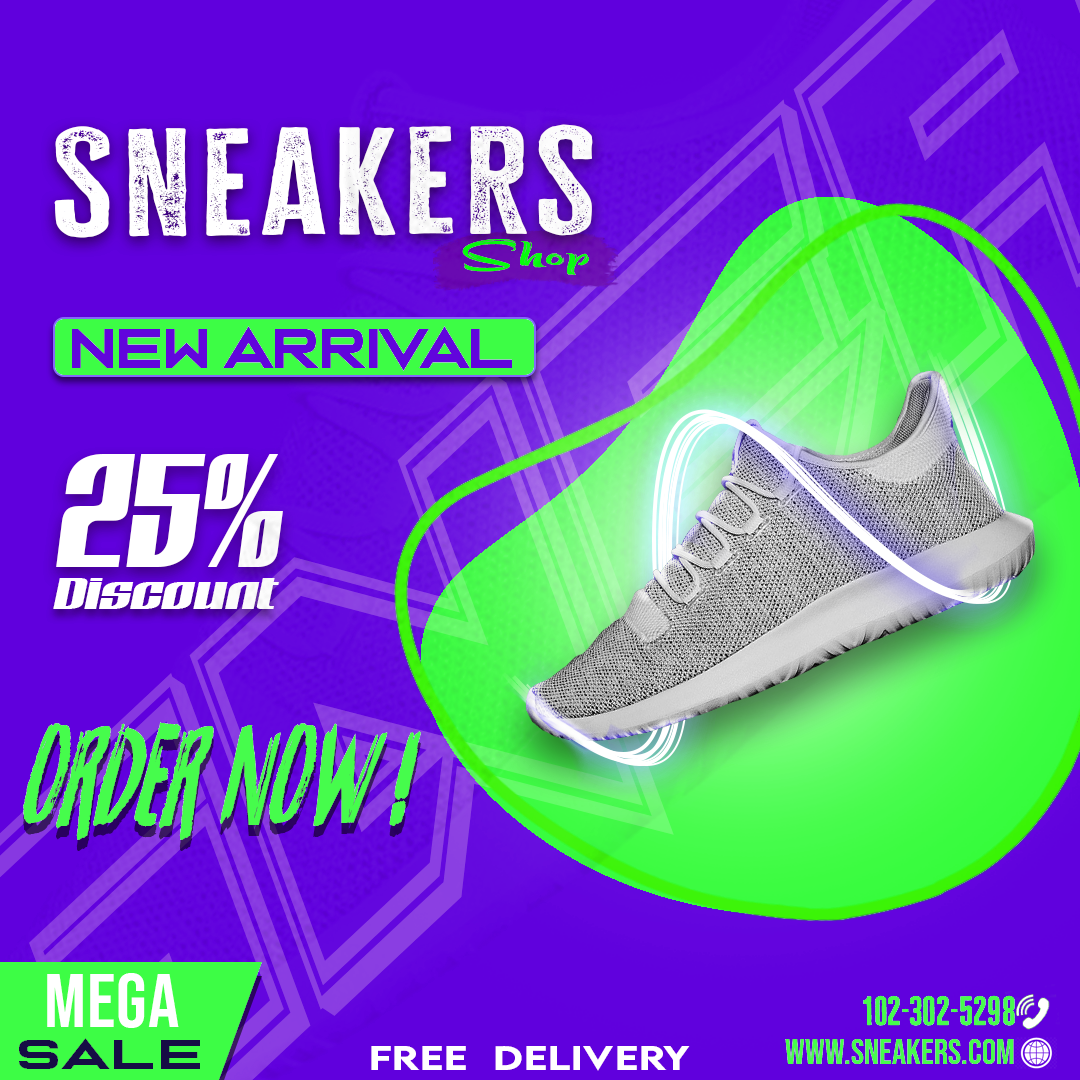 SNEAKERS
Shop
NEW ARRIVAL
25%
Discount
ORDER NOW !
MEGA
SALE
FREE DELIVERY
102-302-5298
WWW.SNEAKERS.COM